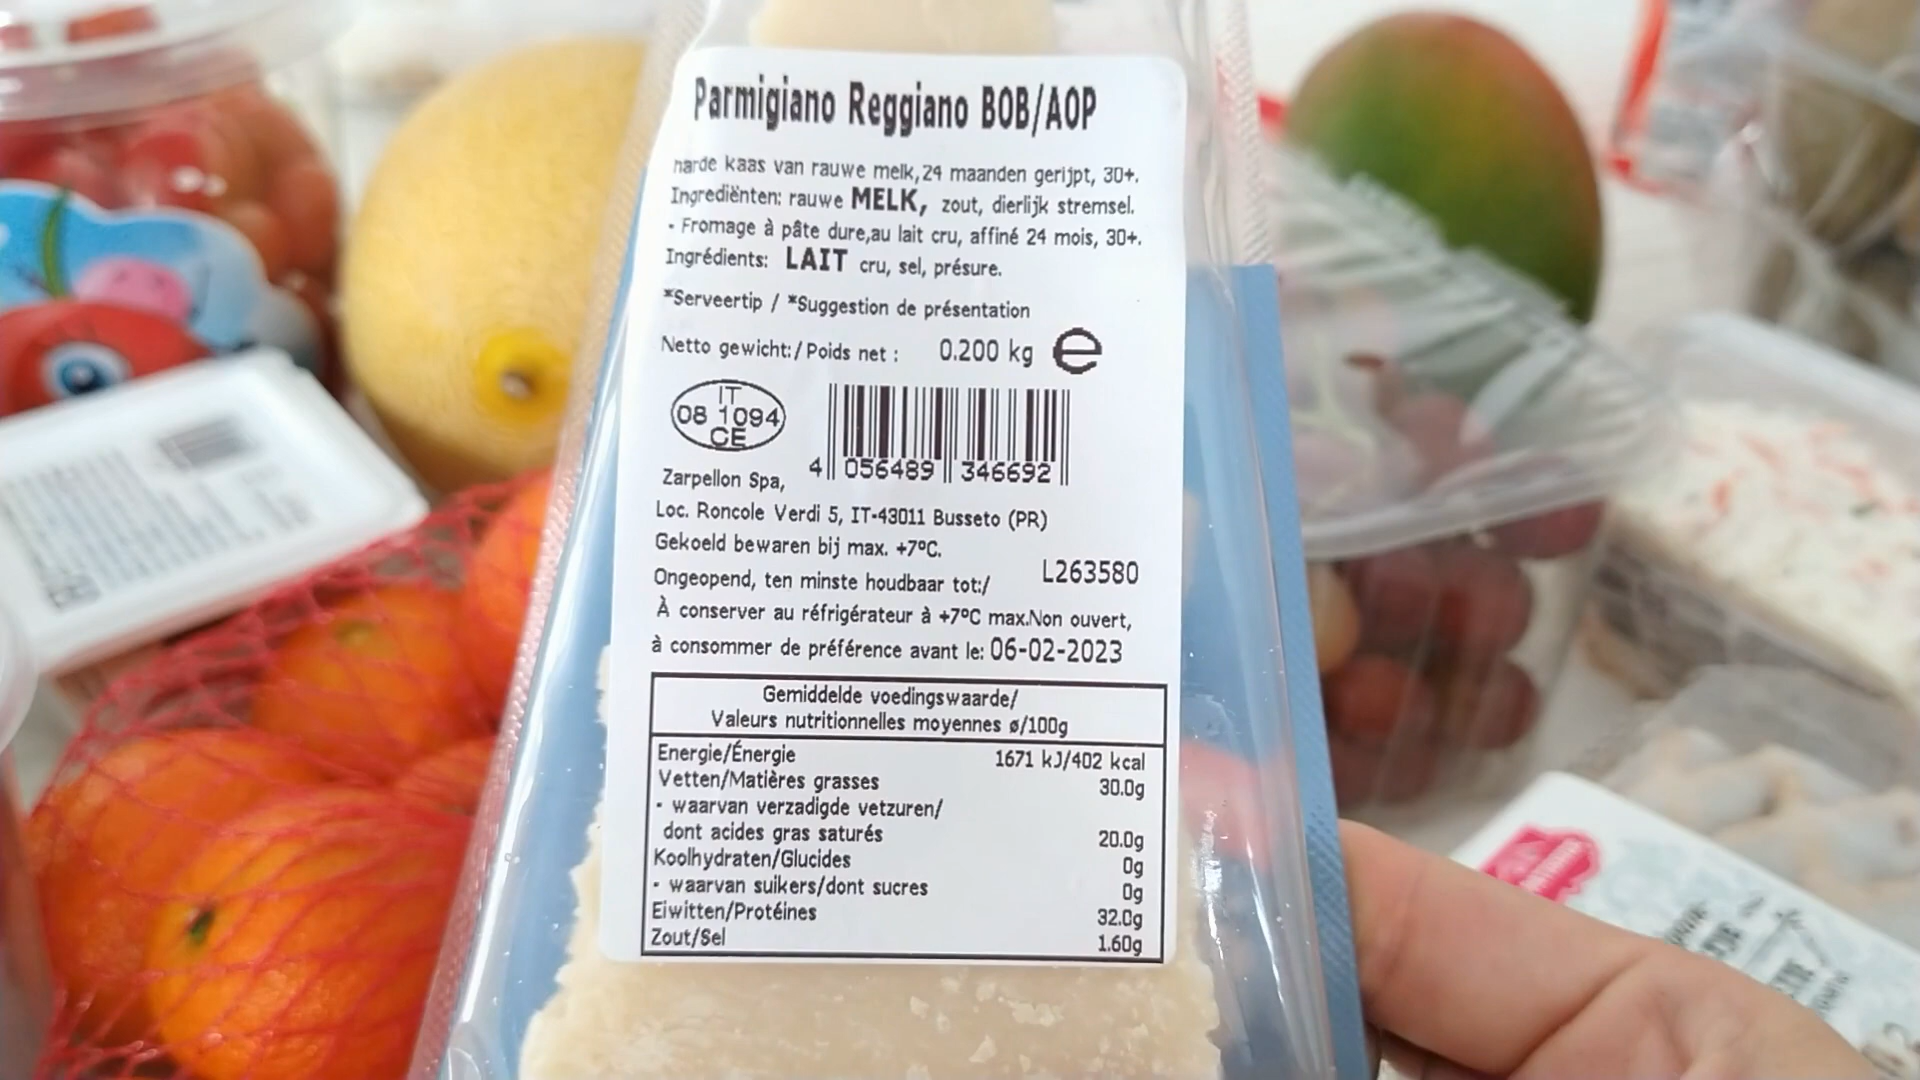 Parmigiano Reggiano BOB/AOP
harde kaas van rauwe melk, 24 maanden gerijpt, 30+.
Ingrediënten: rauwe MELK, zout, dierlijk stremsel.
- Fromage à pâte dure,au lait cru, affiné 24 mois, 30+.
Ingrédients: LAIT cru, sel, présure.
*Serveertip / *Suggestion de présentation
Netto gewicht:/ Poids net : 0.200 kg e
IT
08 1094
CE
4 056489 346692
Zarpellon Spa,
Loc. Roncole Verdi 5, IT-43011 Busseto (PR)
Gekoeld bewaren bij max. +7°C.
L263580
Ongeopend, ten minste houdbaar tot:/
À conserver au réfrigérateur à +7°C max.Non ouvert,
à consommer de préférence avant le: 06-02-2023
Gemiddelde voedingswaarde/
Valeurs nutritionnelles moyennes ø/100g
Energie/Énergie 1671 kJ/402 kcal
Vetten/Matières grasses 30.0g
- waarvan verzadigde vetzuren/
dont acides gras saturés 20.0g
Koolhydraten/Glucides 0g
- waarvan suikers/dont sucres 0g
Eiwitten/Protéines 32.0g
Zout/Sel 1.60g